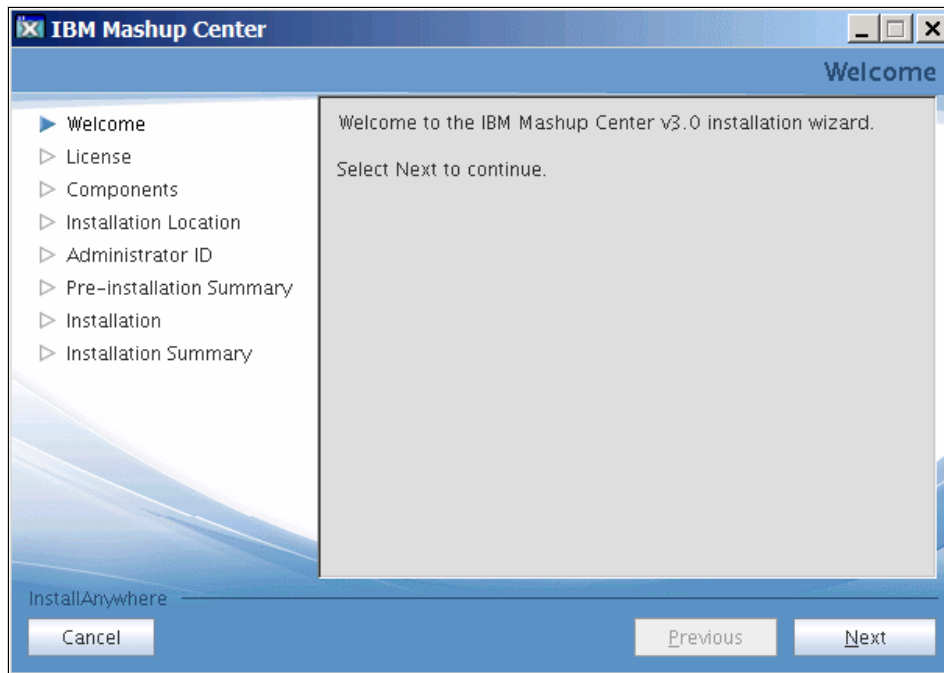 IBM Mashup Center
Welcome
Welcome
License
Components
Installation Location
Administrator ID
Pre-installation Summary
Installation
Installation Summary
Welcome to the IBM Mashup Center v3.0 installation wizard.
Select Next to continue.
InstallAnywhere
Cancel
Previous
Next